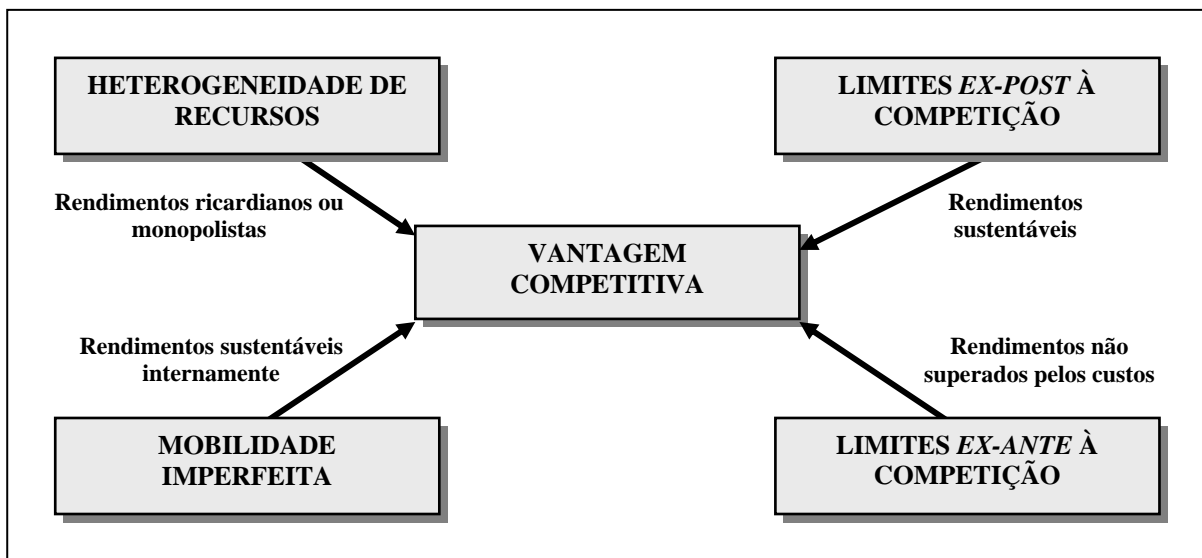 HETEROGENEIDADE DE
RECURSOS
LIMITES EX-POST À
COMPETIÇÃO
Rendimentos ricardianos ou
monopolistas
Rendimentos
sustentáveis
VANTAGEM
COMPETITIVA
Rendimentos sustentáveis
internamente
Rendimentos não
superados pelos custos
MOBILIDADE
IMPERFEITA
LIMITES EX-ANTE À
COMPETIÇÃO